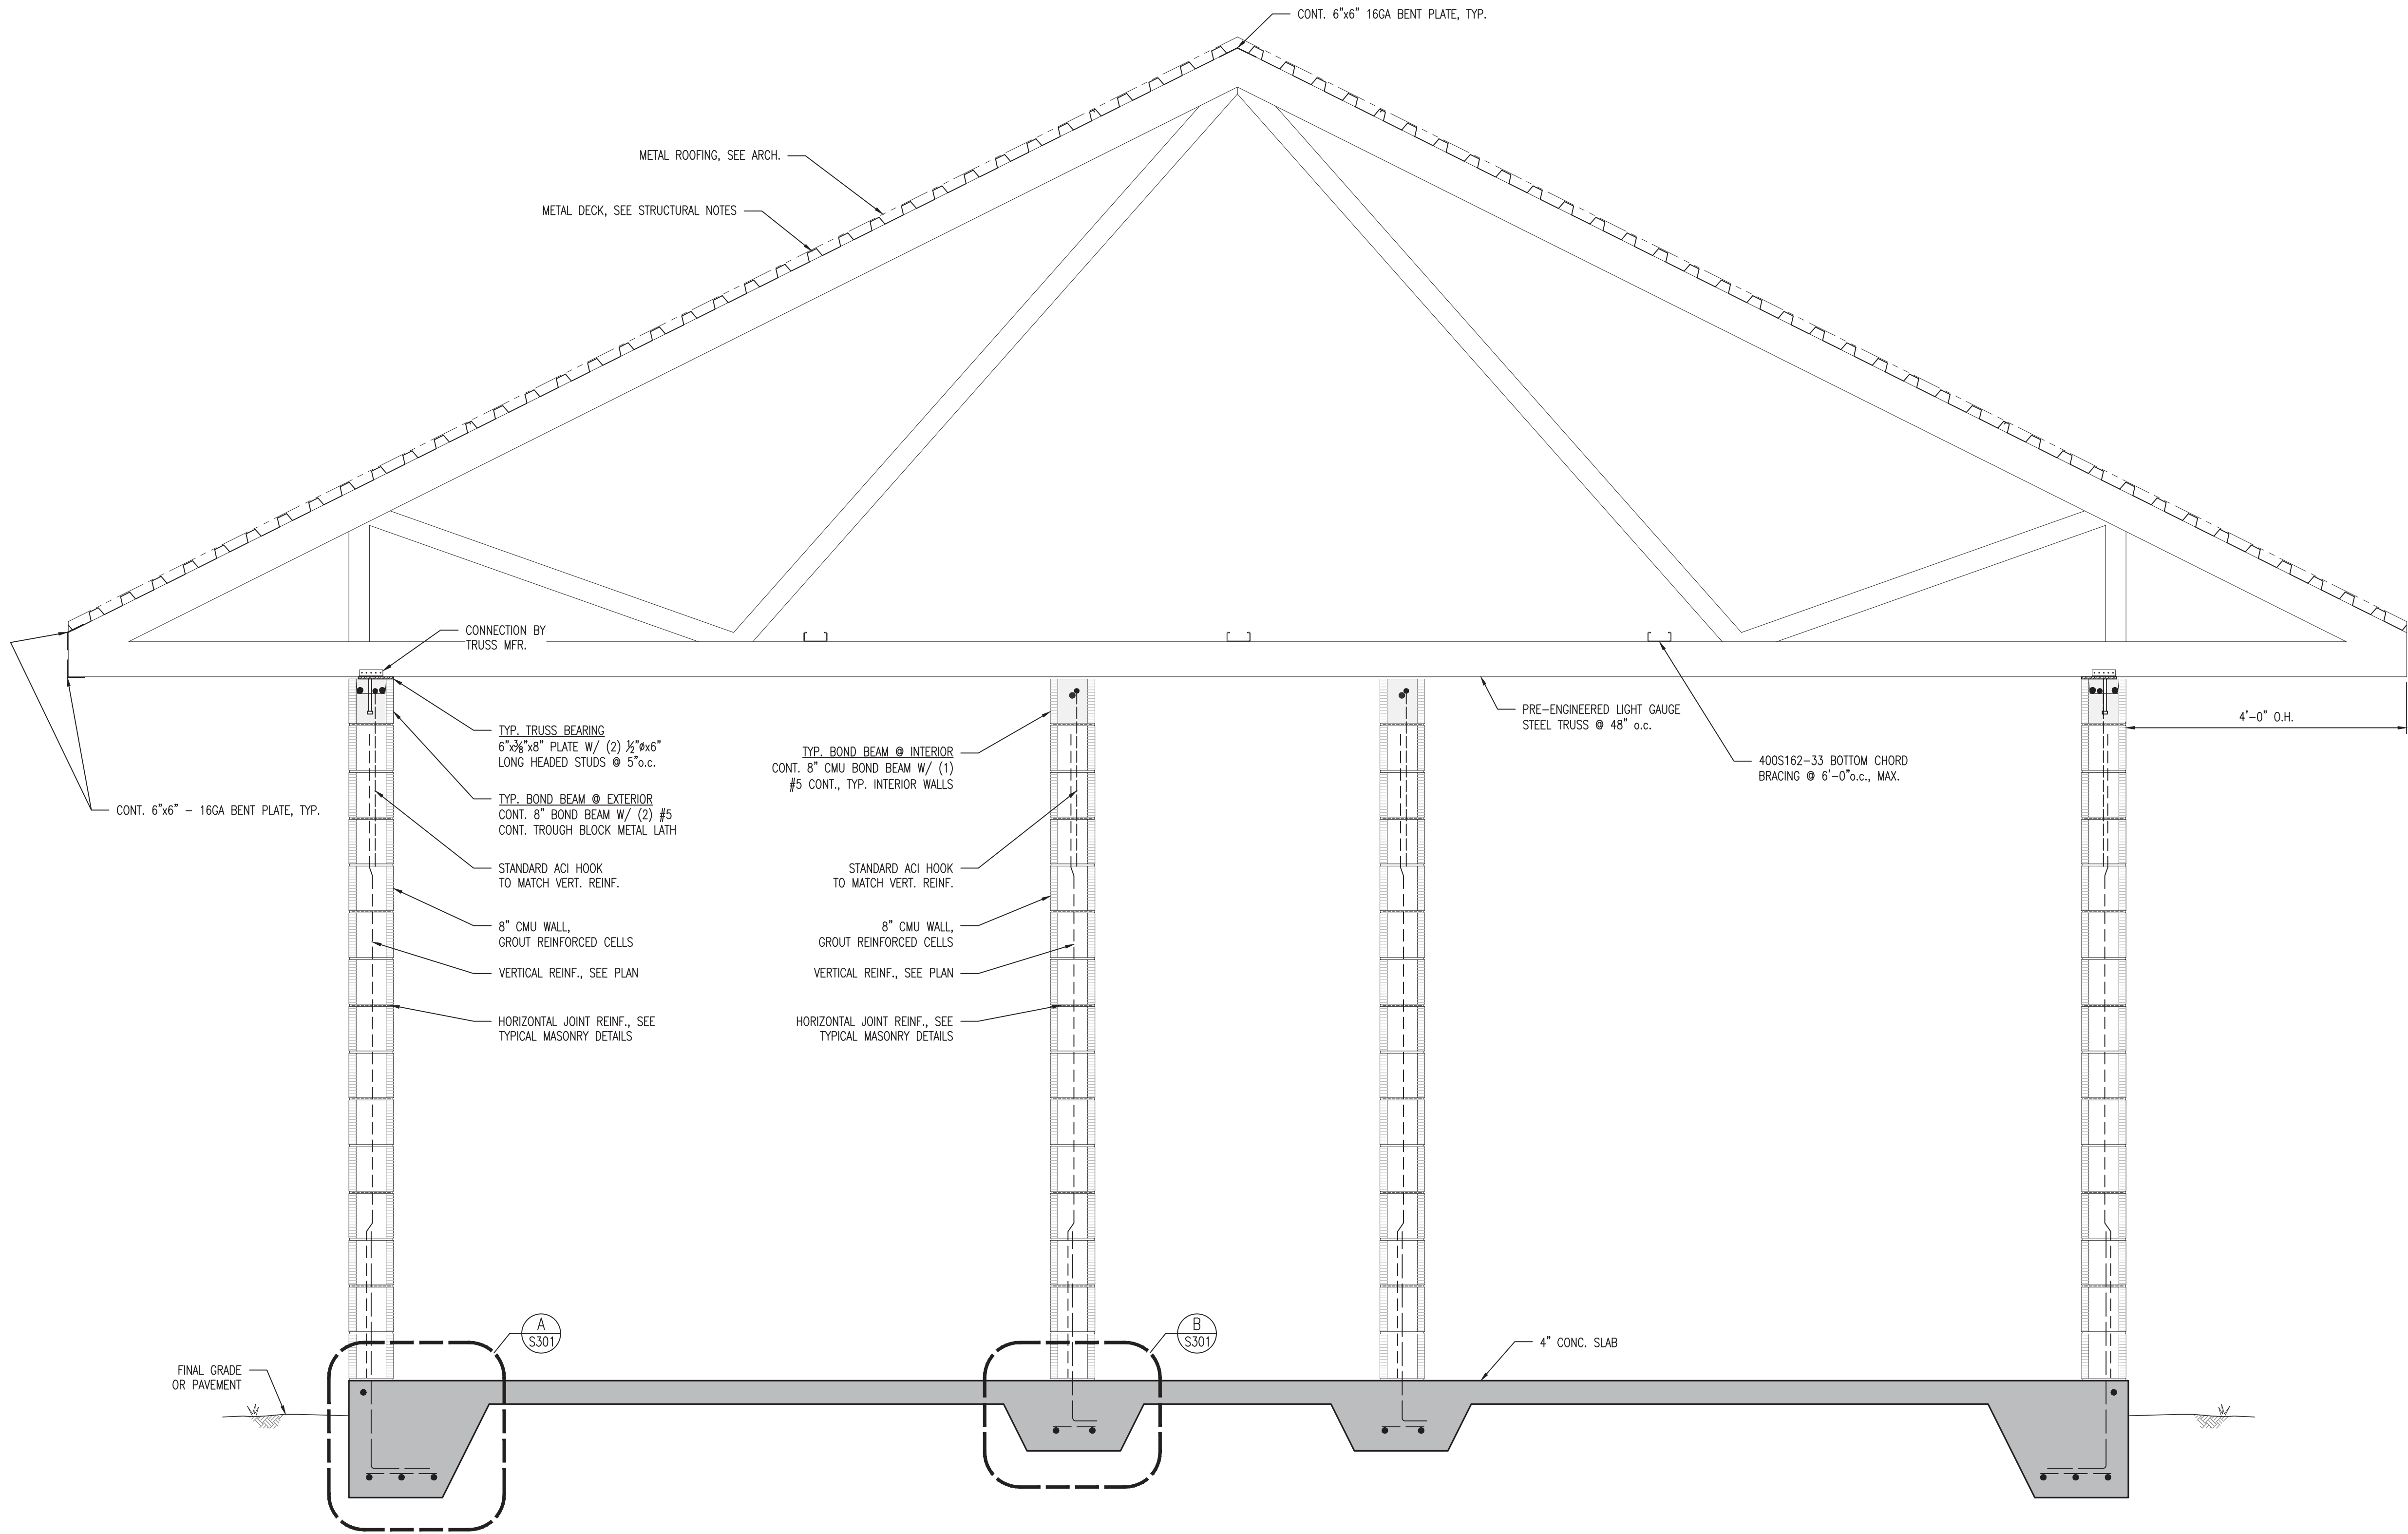 CONT. 6"x6" 16GA BENT PLATE, TYP.
METAL ROOFING, SEE ARCH.
METAL DECK, SEE STRUCTURAL NOTES
CONNECTION BY
TRUSS MFR.
TYP. TRUSS BEARING
6"x⅜"x8" PLATE W/ (2) ½"øx6"
LONG HEADED STUDS @ 5"o.c.
TYP. BOND BEAM @ EXTERIOR
CONT. 8" BOND BEAM W/ (2) #5
CONT. TROUGH BLOCK METAL LATH
CONT. 6"x6" - 16GA BENT PLATE, TYP.
STANDARD ACI HOOK
TO MATCH VERT. REINF.
8" CMU WALL,
GROUT REINFORCED CELLS
VERTICAL REINF., SEE PLAN
HORIZONTAL JOINT REINF., SEE
TYPICAL MASONRY DETAILS
TYP. BOND BEAM @ INTERIOR
CONT. 8" CMU BOND BEAM W/ (1)
#5 CONT., TYP. INTERIOR WALLS
STANDARD ACI HOOK
TO MATCH VERT. REINF.
8" CMU WALL,
GROUT REINFORCED CELLS
VERTICAL REINF., SEE PLAN
HORIZONTAL JOINT REINF., SEE
TYPICAL MASONRY DETAILS
PRE-ENGINEERED LIGHT GAUGE
STEEL TRUSS @ 48" o.c.
400S162-33 BOTTOM CHORD
BRACING @ 6'-0"o.c., MAX.
4'-0" O.H.
A
S301
B
S301
4" CONC. SLAB
FINAL GRADE
OR PAVEMENT